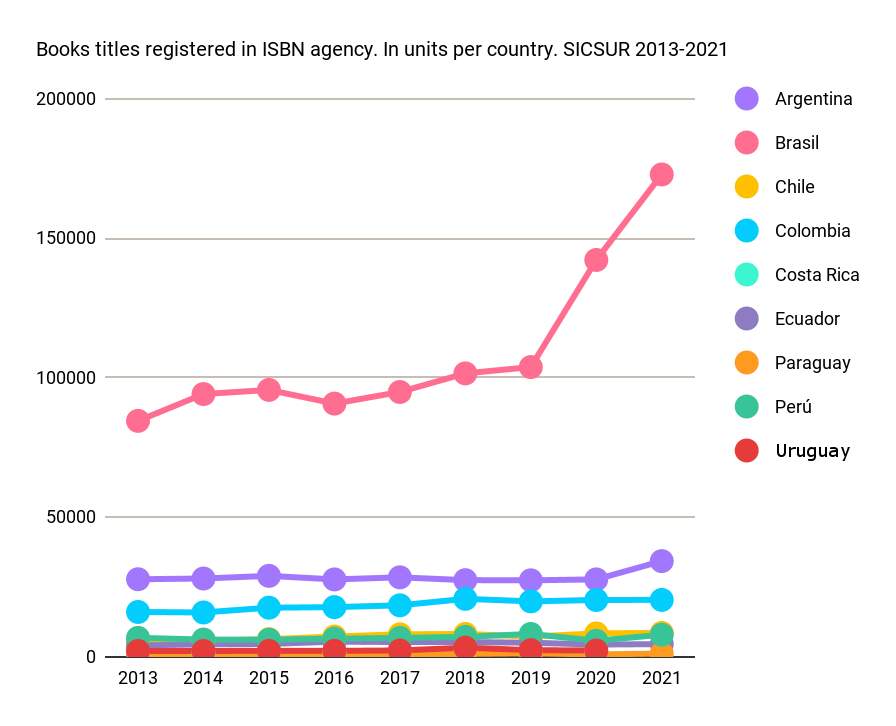 Books titles registered in ISBN agency. In units per country. SICSUR 2013-2021
200000
150000
100000
50000
0
2013 2014 2015 2016 2017 2018 2019 2020 2021
Argentina
Brasil
Chile
Colombia
Costa Rica
Ecuador
Paraguay
Perú
Uruguay